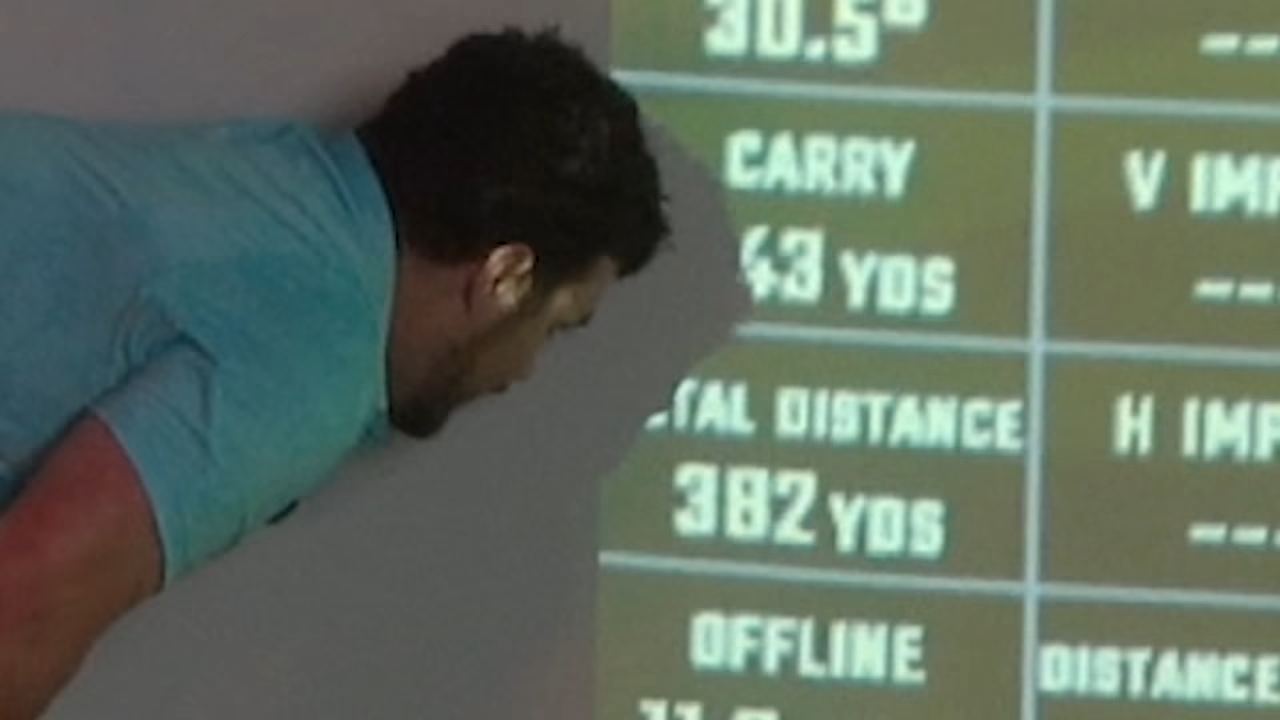 30.5°
CARRY
V IMP
43 YDS
--
TAL DISTANCE
H IMP
382 YDS
--
OFFLINE
DISTANCE